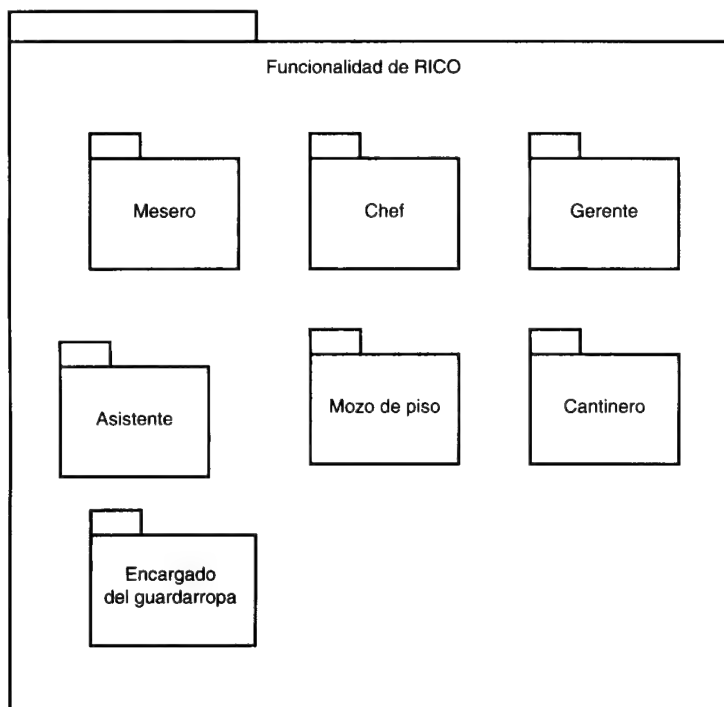 Funcionalidad de RICO
Mesero
Chef
Gerente
Asistente
Mozo de piso
Cantinero
Encargado
del guardarropa